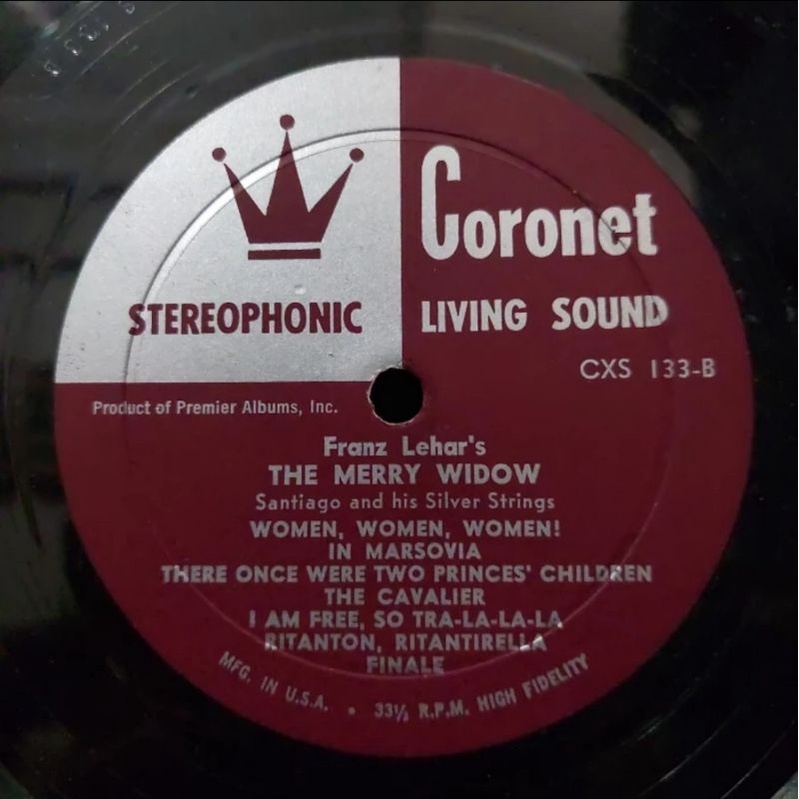 Coronet
STEREOPHONIC
LIVING SOUND
CXS 133-B
Product of Premier Albums, Inc.
Franz Lehar's
THE MERRY WIDOW
Santiago and his Silver Strings
WOMEN, WOMEN, WOMEN!
IN MARSOVIA
THERE ONCE WERE TWO PRINCES' CHILDREN
THE CAVALIER
I AM FREE, SO TRA-LA-LA-LA
RITANTON, RITANTIRELLA
FINALE
MFG. IN U.S.A. • 33⅓ R.P.M. HIGH FIDELITY